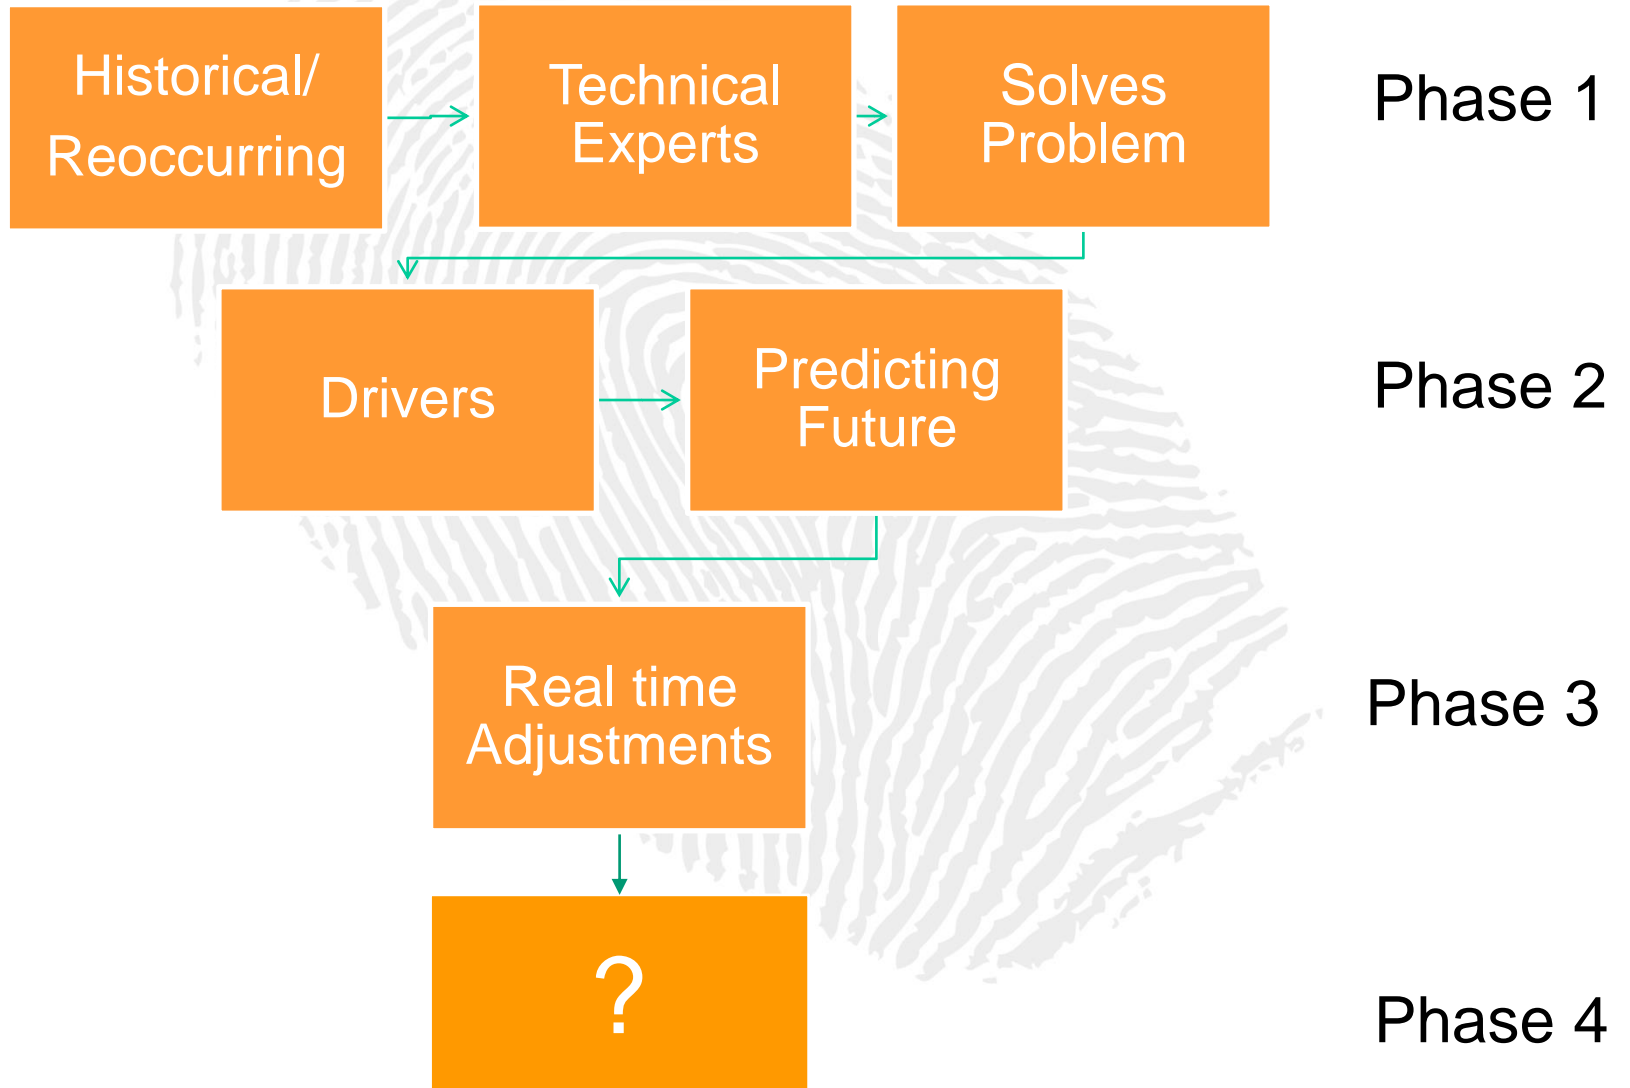 Historical/
Reoccurring
Technical
Experts
Solves
Problem
Phase 1
Drivers
Predicting
Future
Phase 2
Real time
Adjustments
Phase 3
?
Phase 4